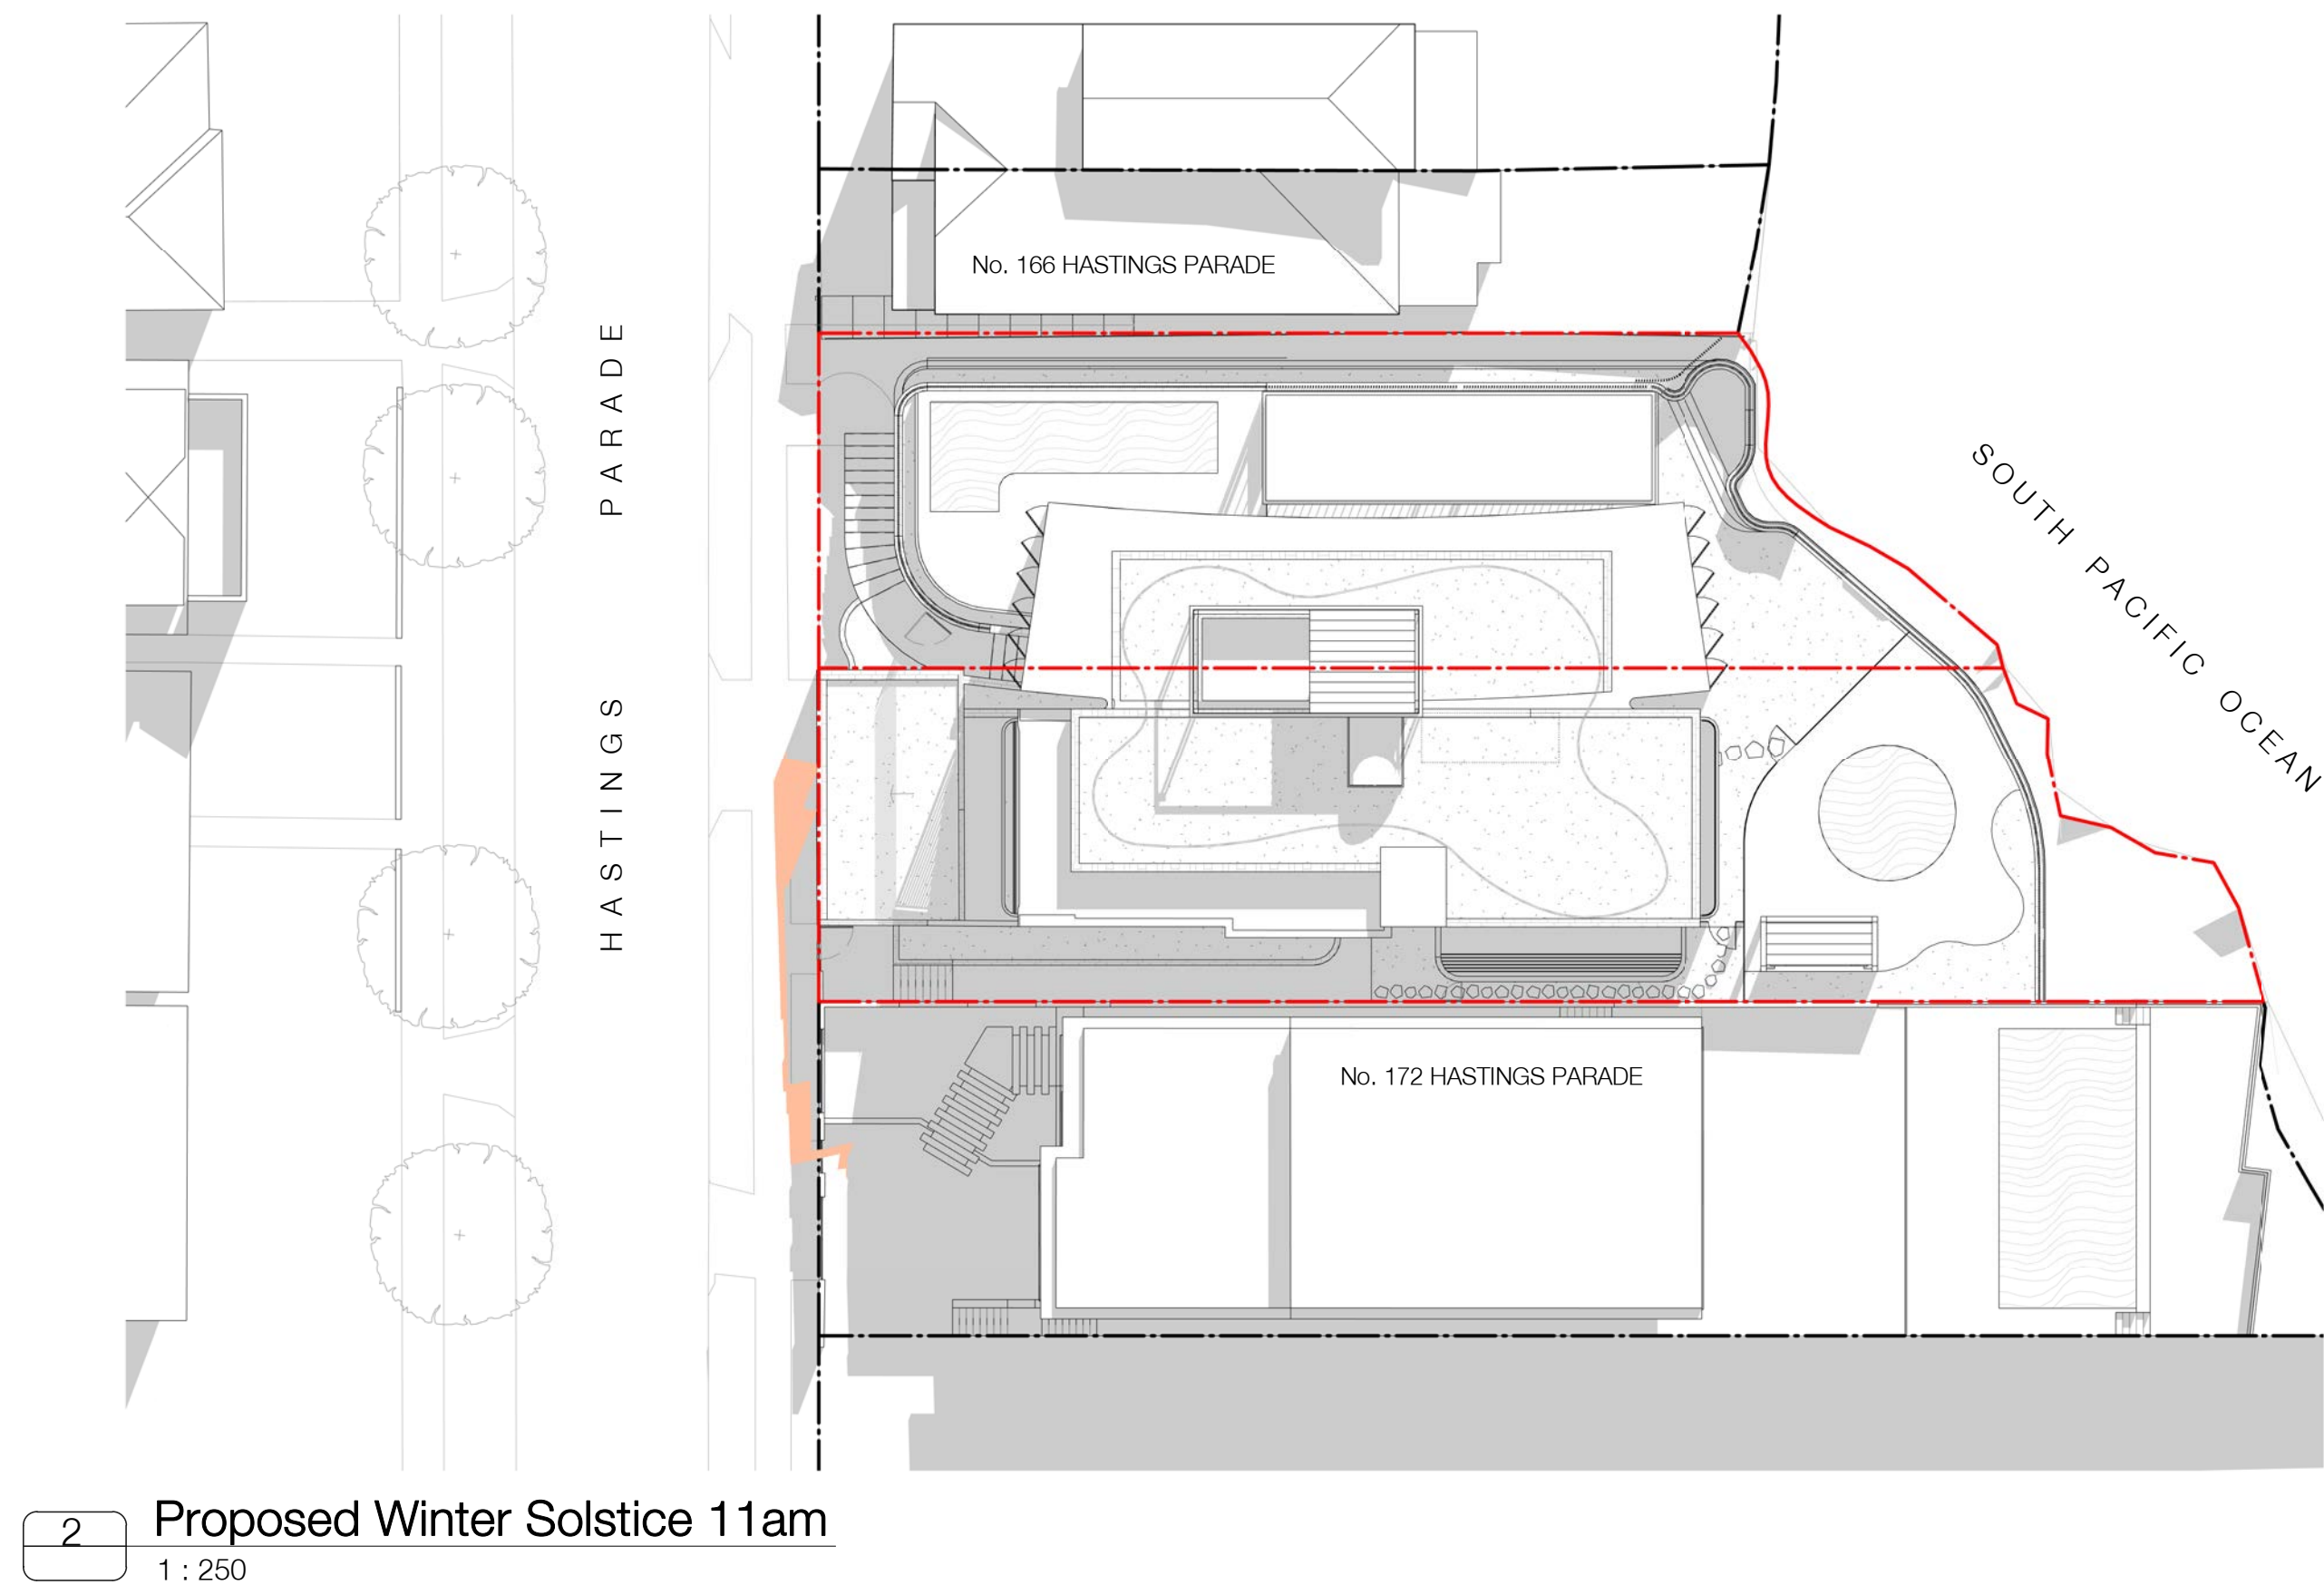 No. 166 HASTINGS PARADE
HASTINGS PARADE
SOUTH PACIFIC OCEAN
No. 172 HASTINGS PARADE
2
Proposed Winter Solstice 11am
1 : 250